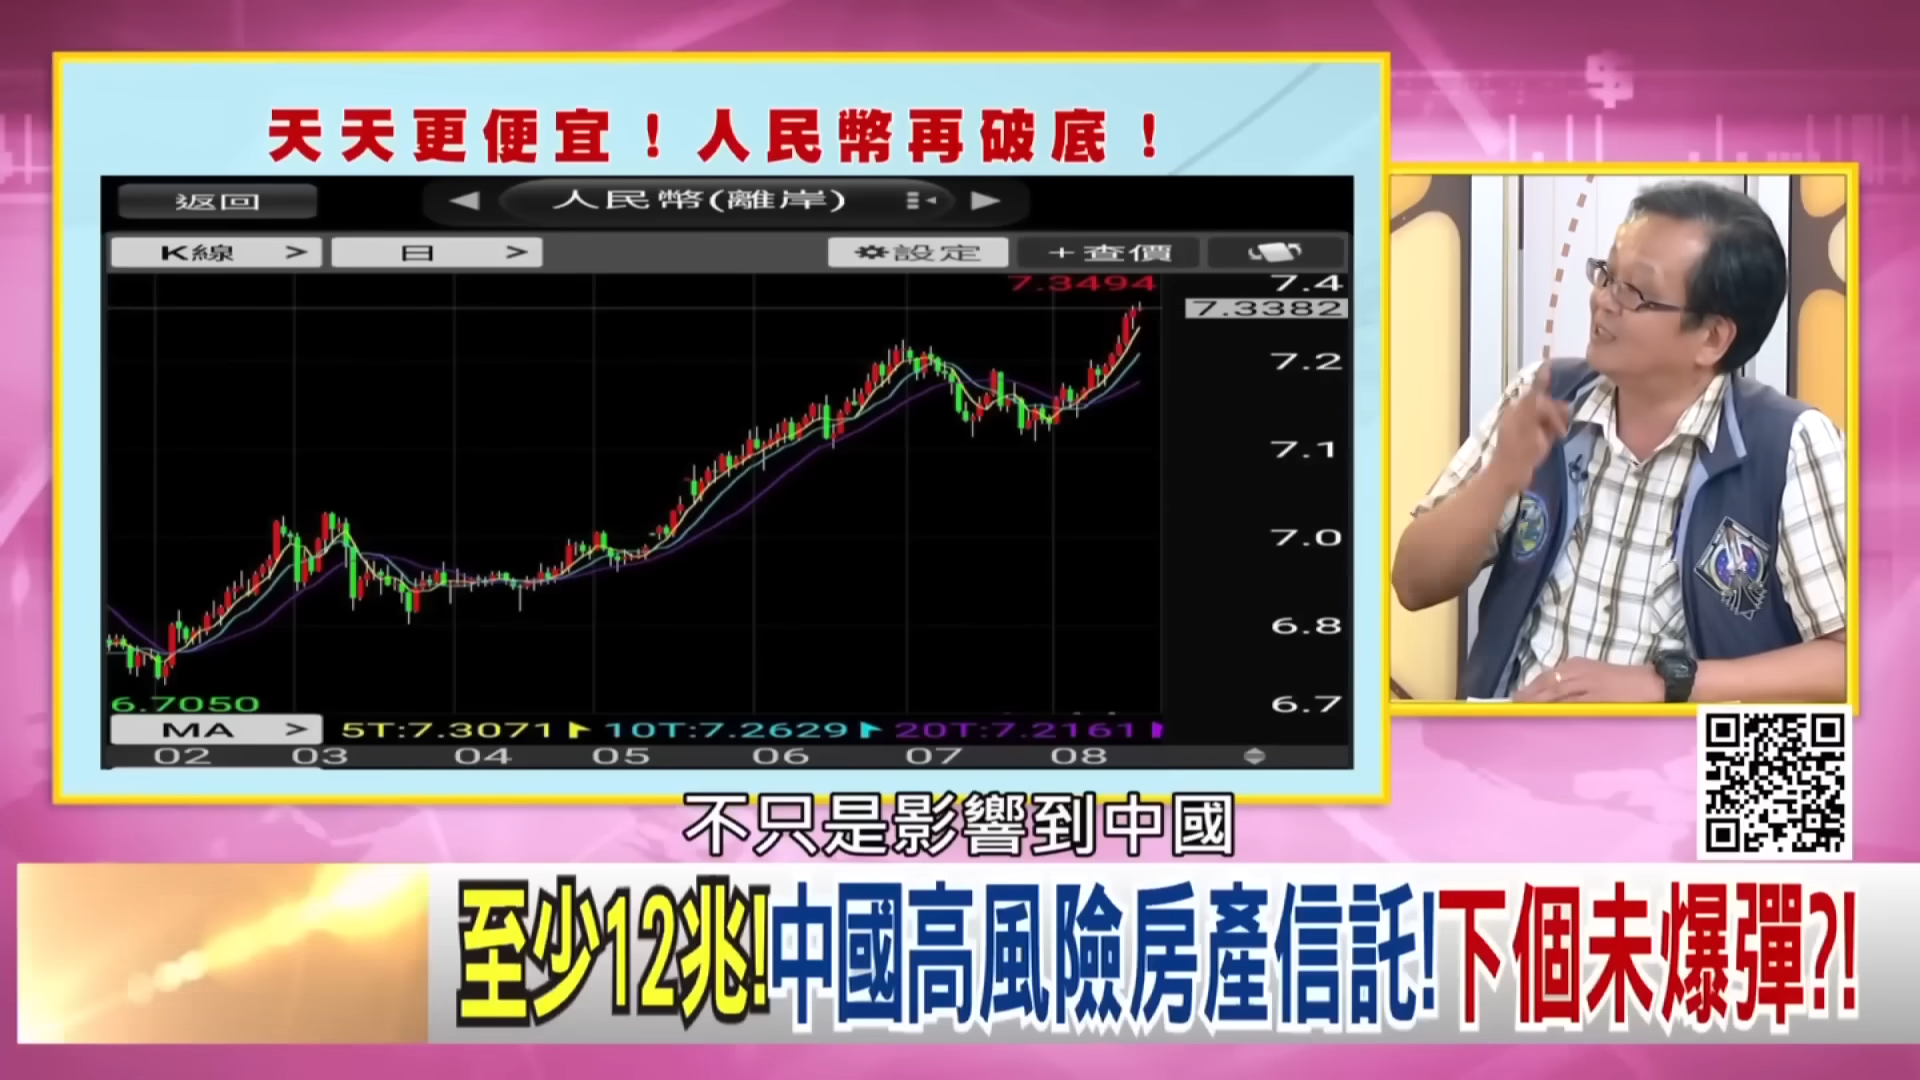 天天更便宜！人民幣再破底！
返回
人民幣(離岸)
K線 >
日 >
設定
+查價
7.3494
7.4
7.3382
7.2
7.1
7.0
6.8
6.7
6.7050
MA >
5T:7.3071
10T:7.2629
20T:7.2161
02 03 04 05 06 07 08
不只是影響到中國
至少12兆!中國高風險房產信託!下個未爆彈?!